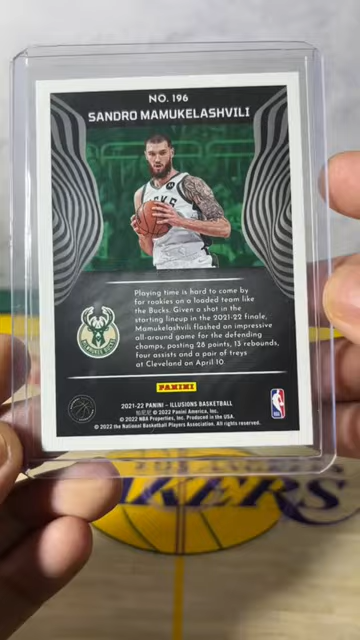 NO. 196
SANDRO MAMUKELASHVILI
Playing time is hard to come by
for rookies on a loaded team like
the Bucks. Given a shot in the
starting lineup in the 2021-22 finale,
Mamukelashvili flashed an impressive
all-around game for the defending
champs, posting 28 points, 13 rebounds,
four assists and a pair of treys
at Cleveland on April 10.
PANINI
2021-22 PANINI - ILLUSIONS BASKETBALL
© 2022 Panini America, Inc.
© 2022 NBA Properties, Inc. Produced in the USA.
© 2022 the National Basketball Players Association. All rights reserved.
LAKERS